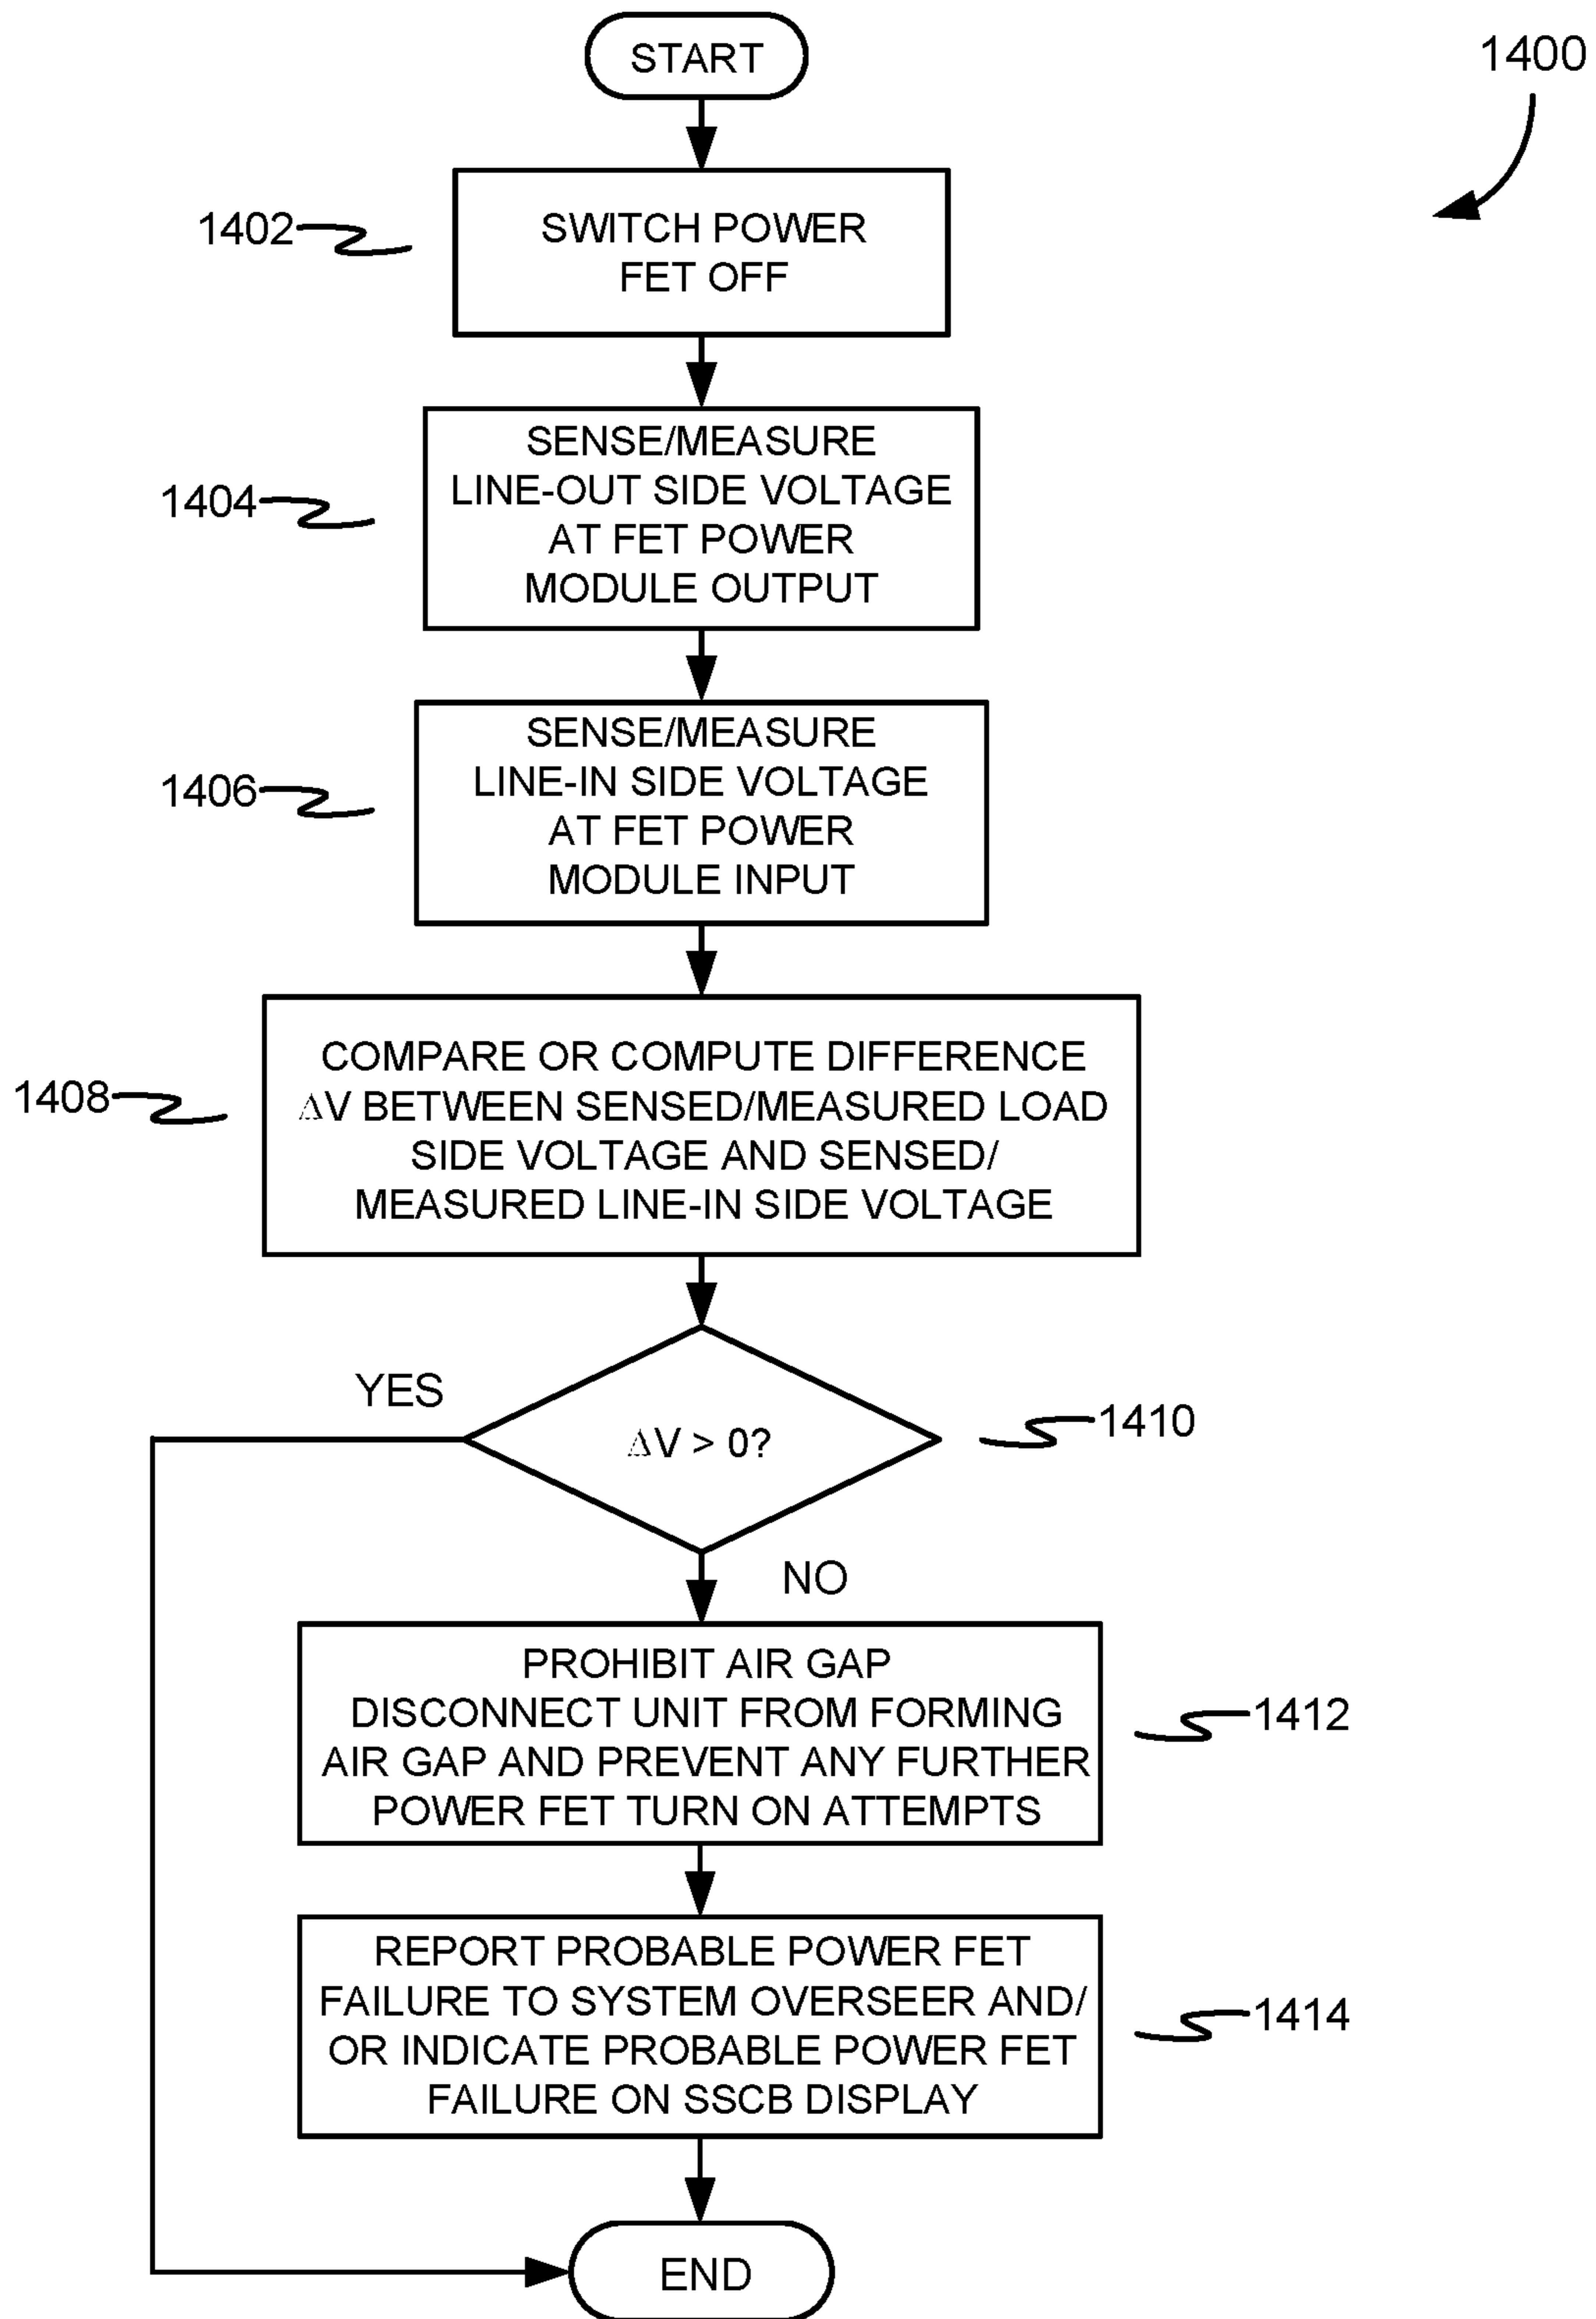 START
1400
1402
SWITCH POWER
FET OFF
1404
SENSE/MEASURE
LINE-OUT SIDE VOLTAGE
AT FET POWER
MODULE OUTPUT
1406
SENSE/MEASURE
LINE-IN SIDE VOLTAGE
AT FET POWER
MODULE INPUT
1408
COMPARE OR COMPUTE DIFFERENCE
ΔV BETWEEN SENSED/MEASURED LOAD
SIDE VOLTAGE AND SENSED/
MEASURED LINE-IN SIDE VOLTAGE
YES
ΔV > 0?
1410
NO
PROHIBIT AIR GAP
DISCONNECT UNIT FROM FORMING
AIR GAP AND PREVENT ANY FURTHER
POWER FET TURN ON ATTEMPTS
1412
REPORT PROBABLE POWER FET
FAILURE TO SYSTEM OVERSEER AND/
OR INDICATE PROBABLE POWER FET
FAILURE ON SSCB DISPLAY
1414
END